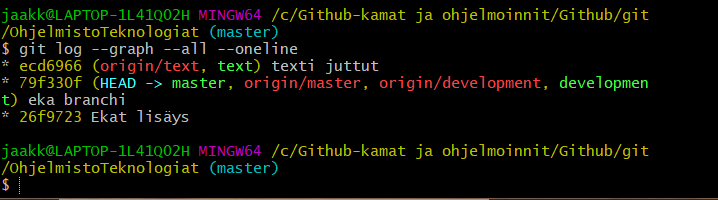 jaakk@LAPTOP-1L41QO2H MINGW64 /c/Github-kamat ja ohjelmoinnit/Github/git
/OhjelmistoTeknologiat (master)
$ git log --graph --all --oneline
* ecd6966 (origin/text, text) texti juttut
* 79f330f (HEAD -> master, origin/master, origin/development, developmen
t) eka branchi
* 26f9723 Ekat lisäys
jaakk@LAPTOP-1L41QO2H MINGW64 /c/Github-kamat ja ohjelmoinnit/Github/git
/OhjelmistoTeknologiat (master)
$